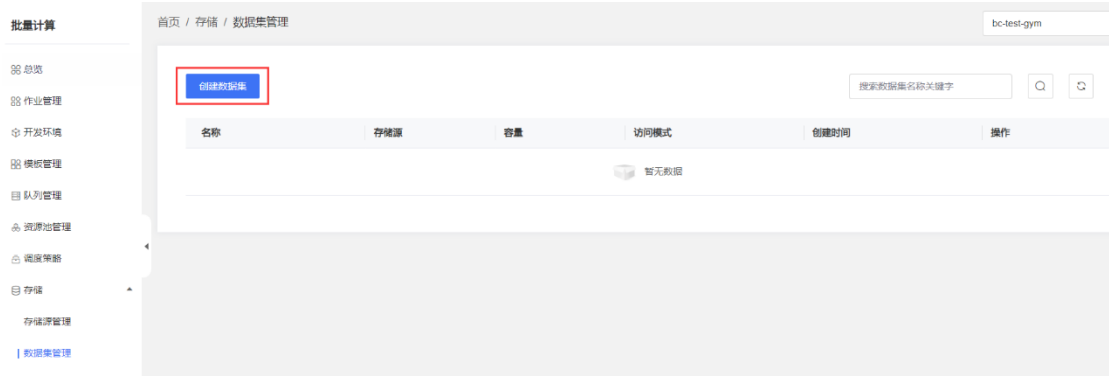 批量计算
总览
作业管理
开发环境
模板管理
队列管理
资源池管理
调度策略
存储
存储源管理
数据集管理
首页 / 存储 / 数据集管理
bc-test-gym
创建数据集
搜索数据集名称关键字
名称 存储源 容量 访问模式 创建时间 操作
暂无数据